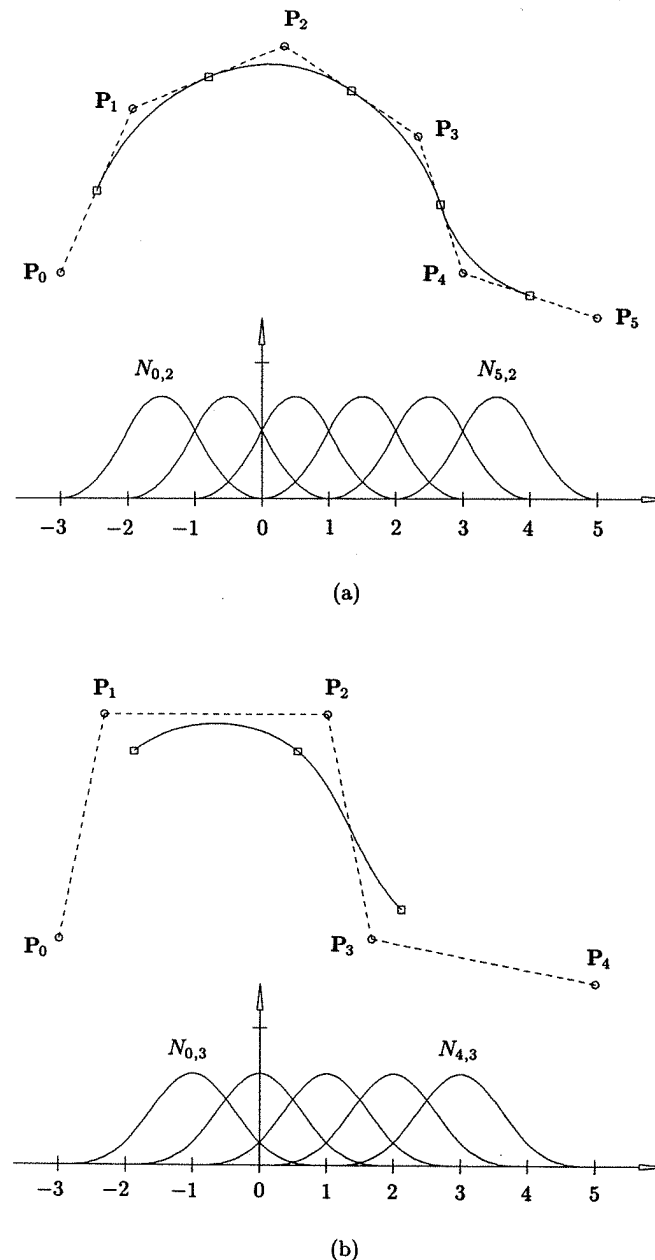 P₂
P₁
P₃
P₀
P₄
P₅
N₀,₂
N₅,₂
−3 −2 −1 0 1 2 3 4 5
(a)
P₁
P₂
P₀
P₃
P₄
N₀,₃
N₄,₃
−3 −2 −1 0 1 2 3 4 5
(b)